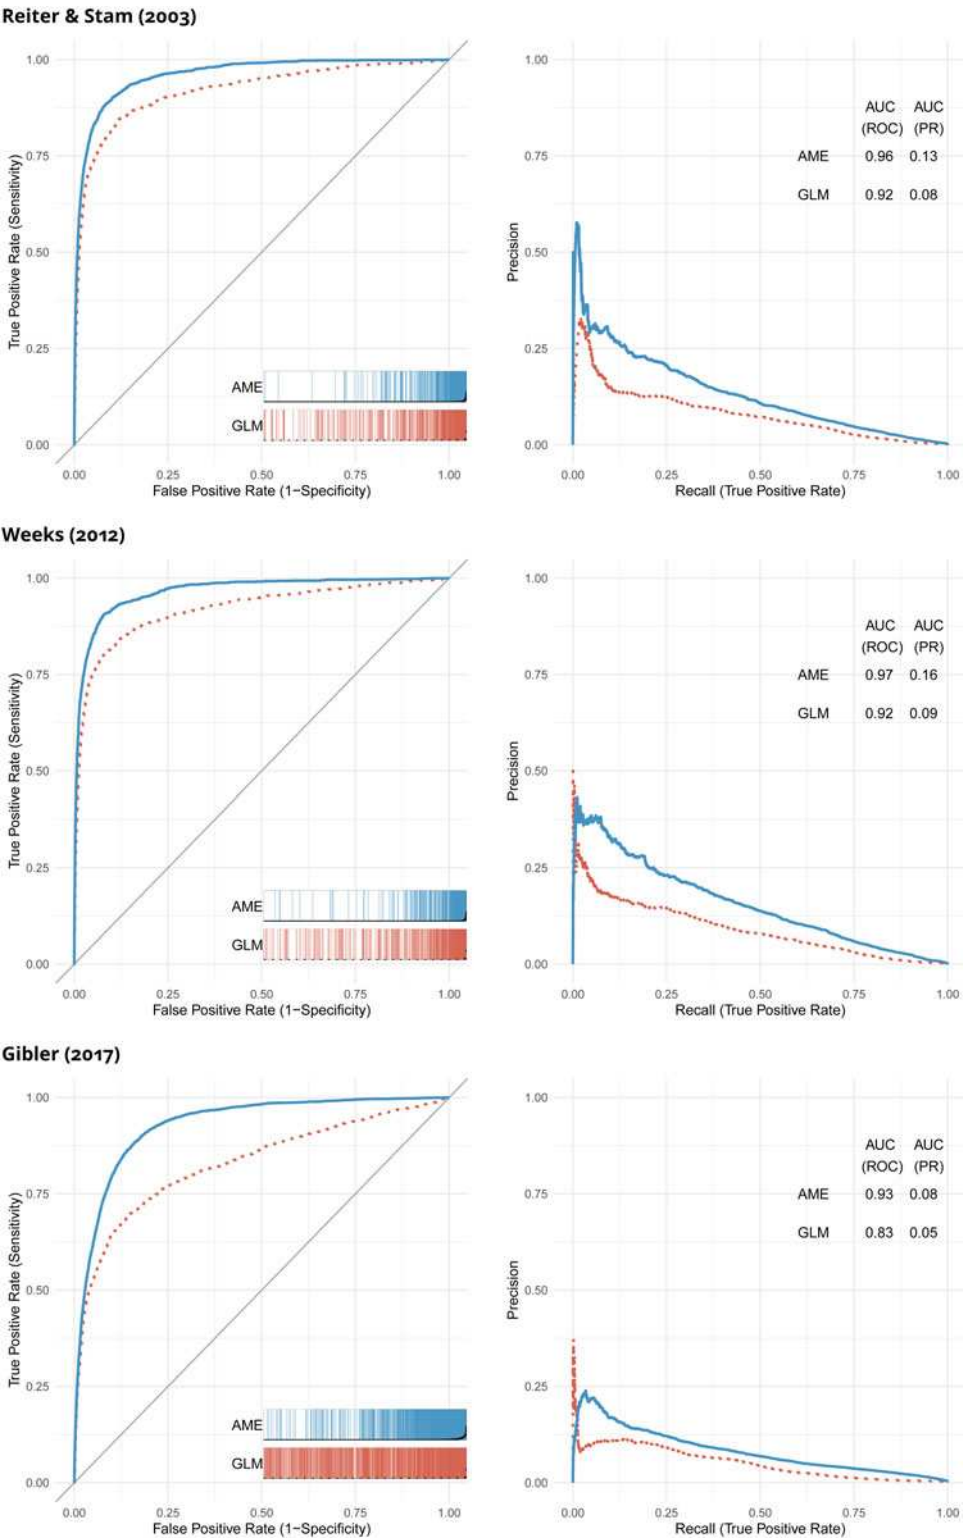 Reiter & Stam (2003)
1.00
0.75
0.50
0.25
0.00
True Positive Rate (Sensitivity)
AME
GLM
0.00 0.25 0.50 0.75 1.00
False Positive Rate (1−Specificity)
1.00
0.75
0.50
0.25
0.00
Precision
AUC AUC
(ROC) (PR)
AME 0.96 0.13
GLM 0.92 0.08
0.00 0.25 0.50 0.75 1.00
Recall (True Positive Rate)
Weeks (2012)
1.00
0.75
0.50
0.25
0.00
True Positive Rate (Sensitivity)
AME
GLM
0.00 0.25 0.50 0.75 1.00
False Positive Rate (1−Specificity)
1.00
0.75
0.50
0.25
0.00
Precision
AUC AUC
(ROC) (PR)
AME 0.97 0.16
GLM 0.92 0.09
0.00 0.25 0.50 0.75 1.00
Recall (True Positive Rate)
Gibler (2017)
1.00
0.75
0.50
0.25
0.00
True Positive Rate (Sensitivity)
AME
GLM
0.00 0.25 0.50 0.75 1.00
False Positive Rate (1−Specificity)
1.00
0.75
0.50
0.25
0.00
Precision
AUC AUC
(ROC) (PR)
AME 0.93 0.08
GLM 0.83 0.05
0.00 0.25 0.50 0.75 1.00
Recall (True Positive Rate)